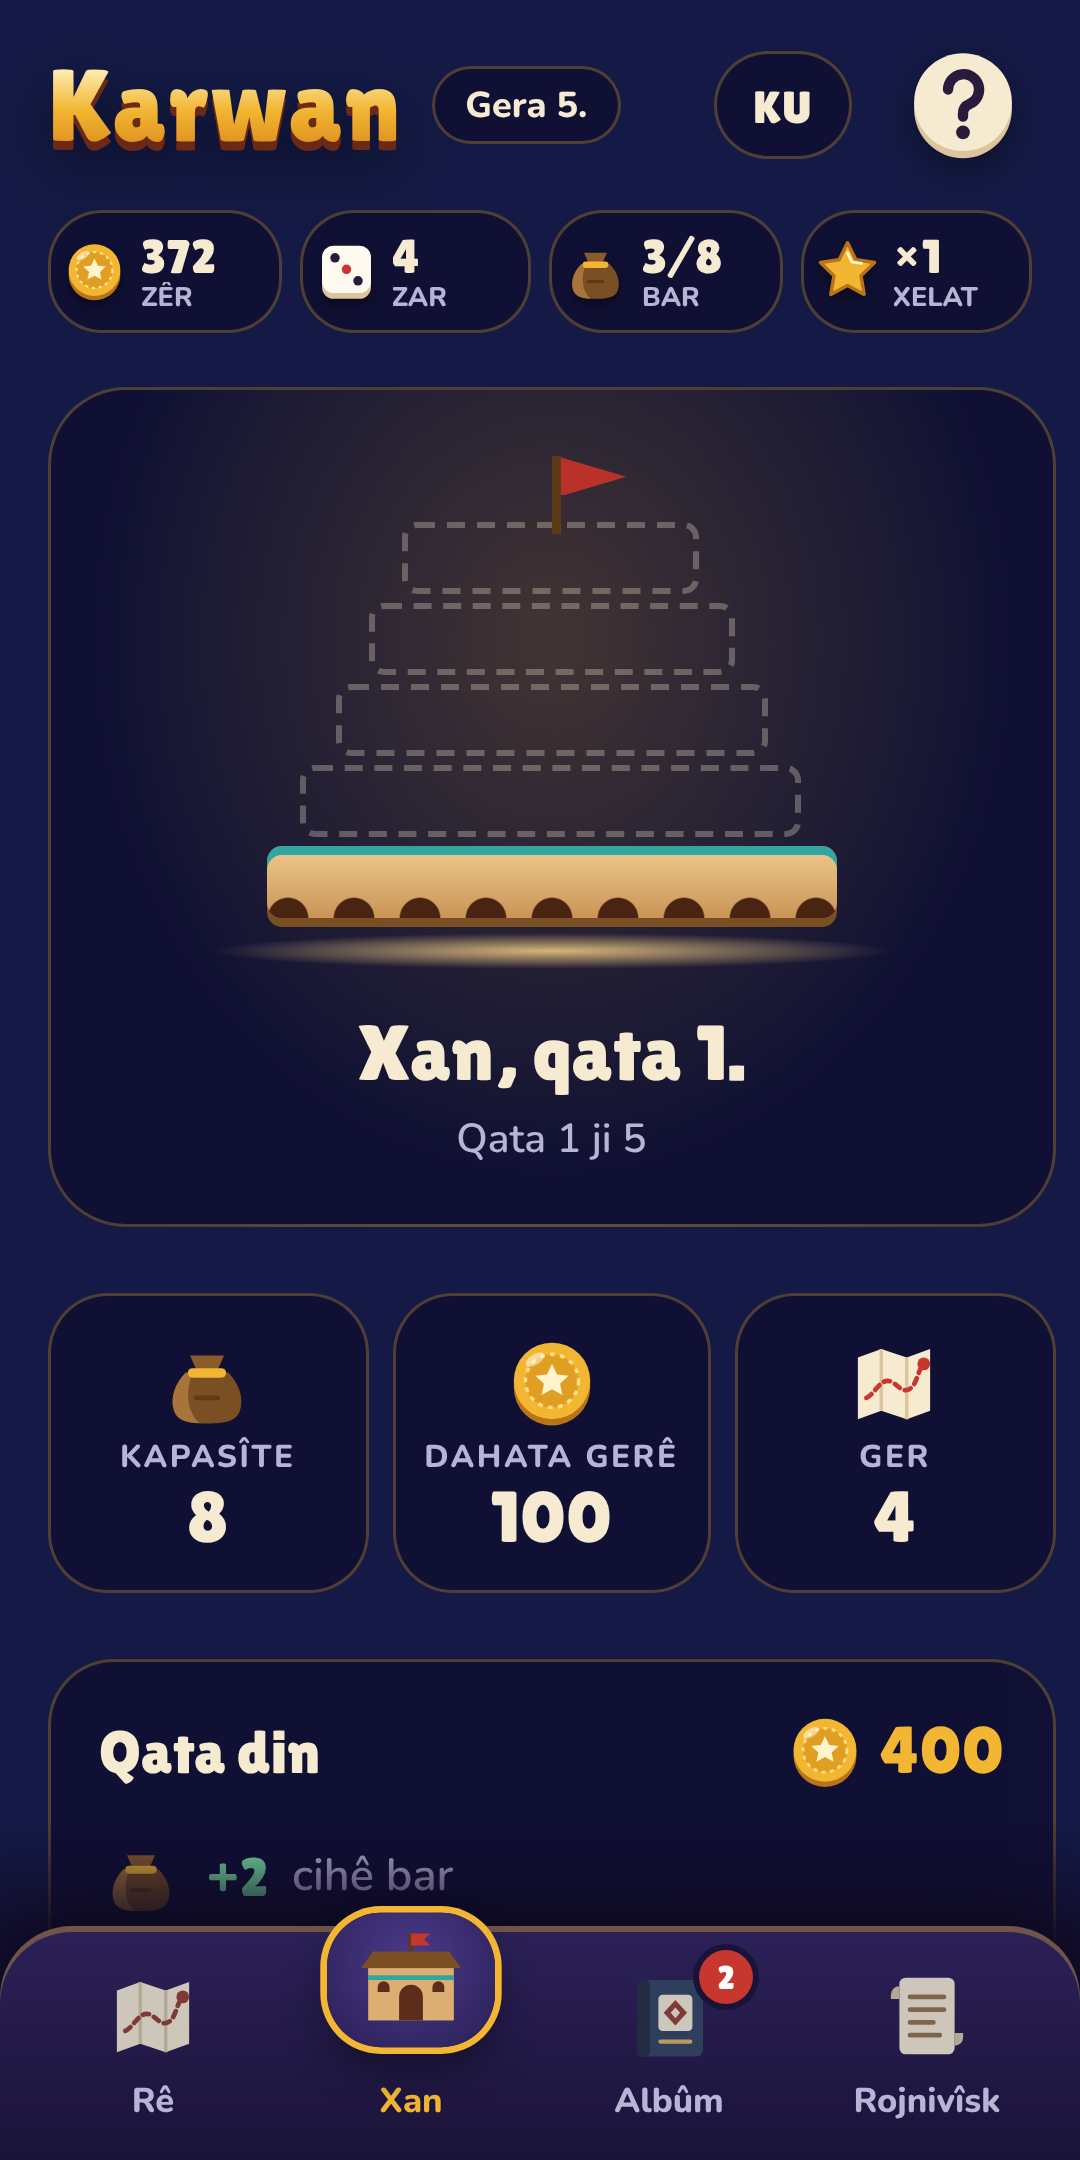 Karwan
Gera 5.
KU
?
372
ZÊR
4
ZAR
3/8
BAR
×1
XELAT
Xan, qata 1.
Qata 1 ji 5
KAPASÎTE
8
DAHATA GERÊ
100
GER
4
Qata din
400
+2 cihê bar
2
Rê
Xan
Albûm
Rojnivîsk